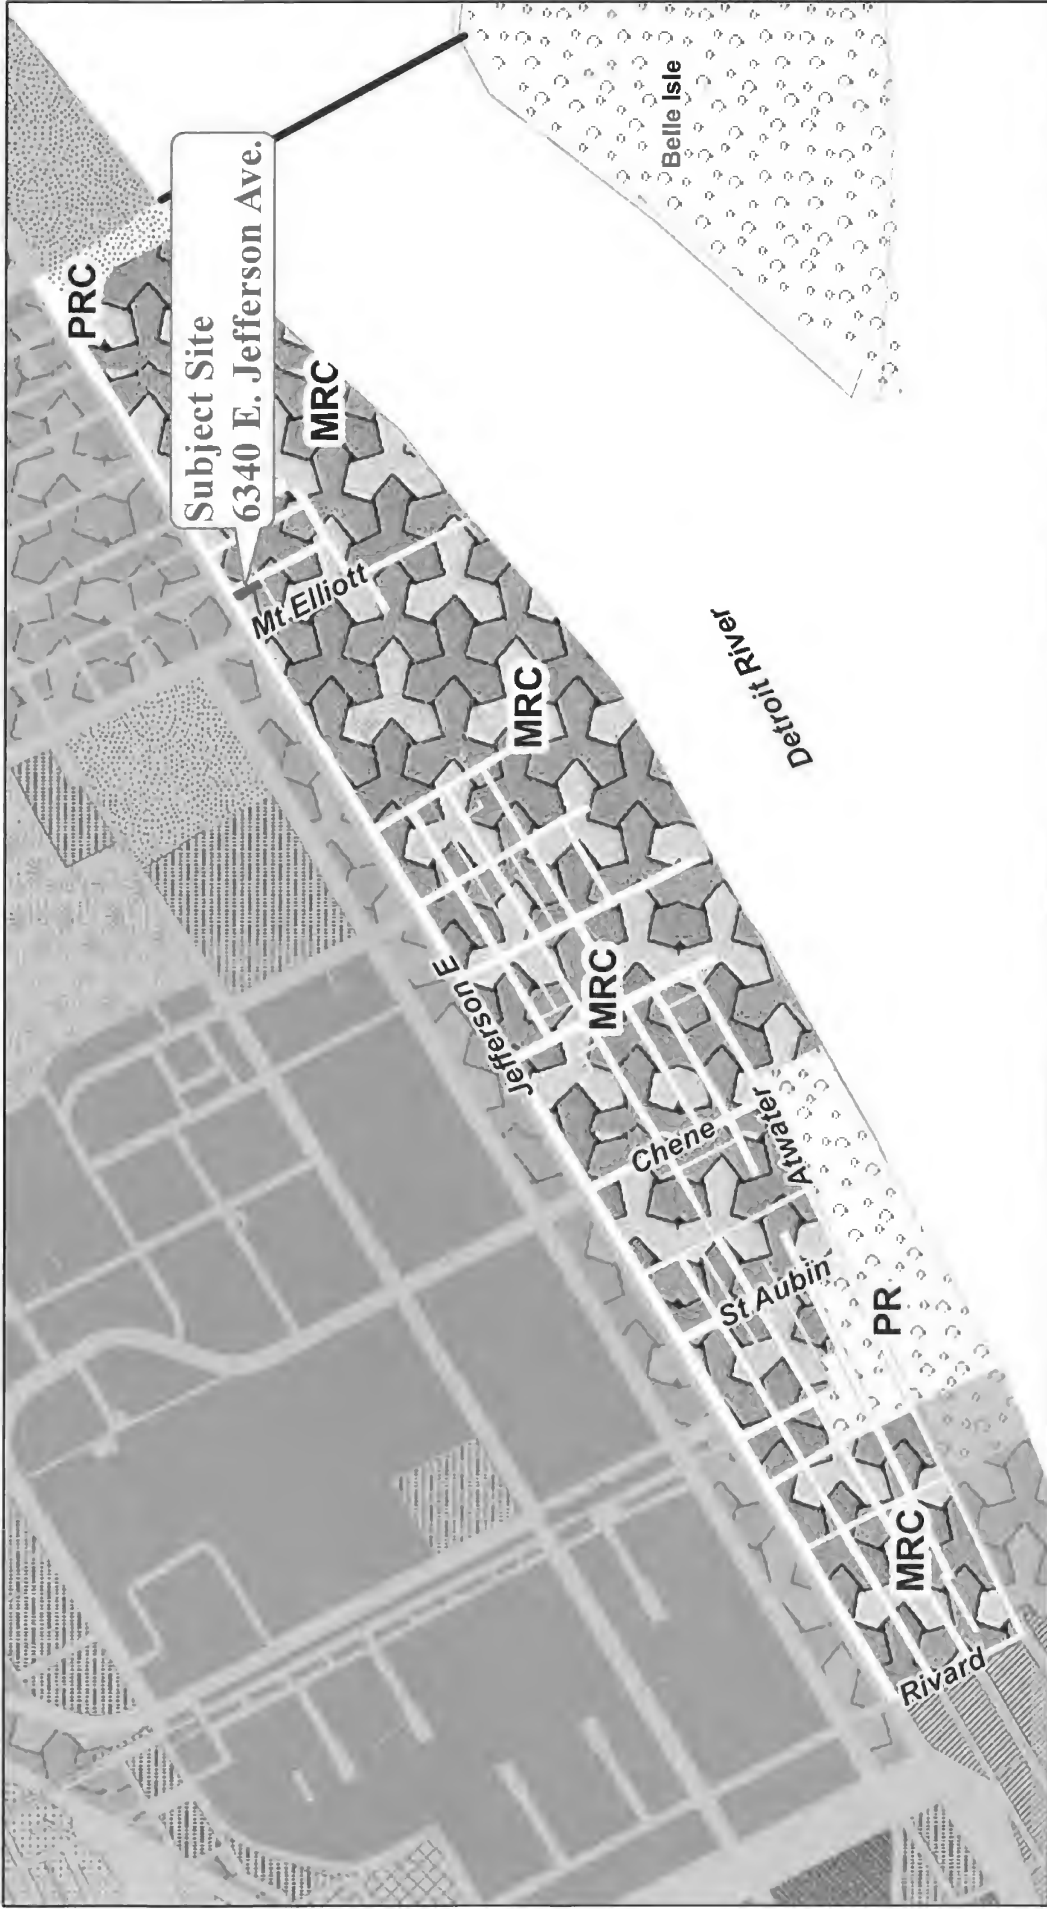 Belle Isle
PRC
Subject Site
6340 E. Jefferson Ave.
MRC
Mt.Elliott
MRC
Detroit River
Jefferson E
MRC
Chene
Atwater
St Aubin
PR
MRC
Rivard